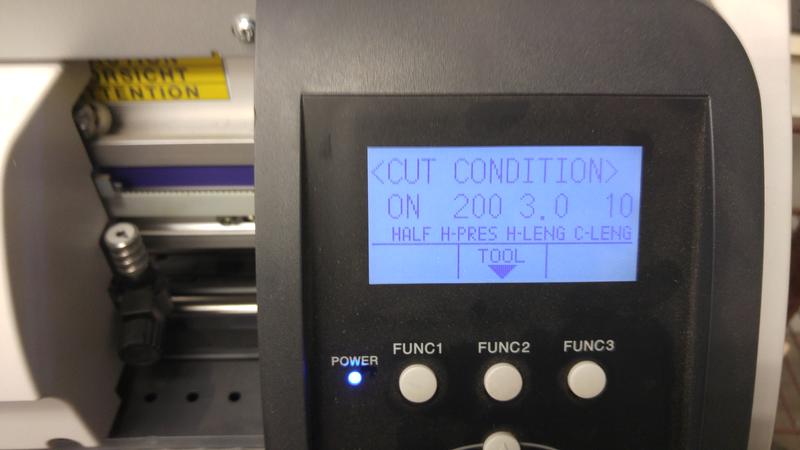 RSICHT
TENTION
<CUT CONDITION>
ON 200 3.0 10
HALF H-PRES H-LENG C-LENG
TOOL
POWER
FUNC1 FUNC2 FUNC3